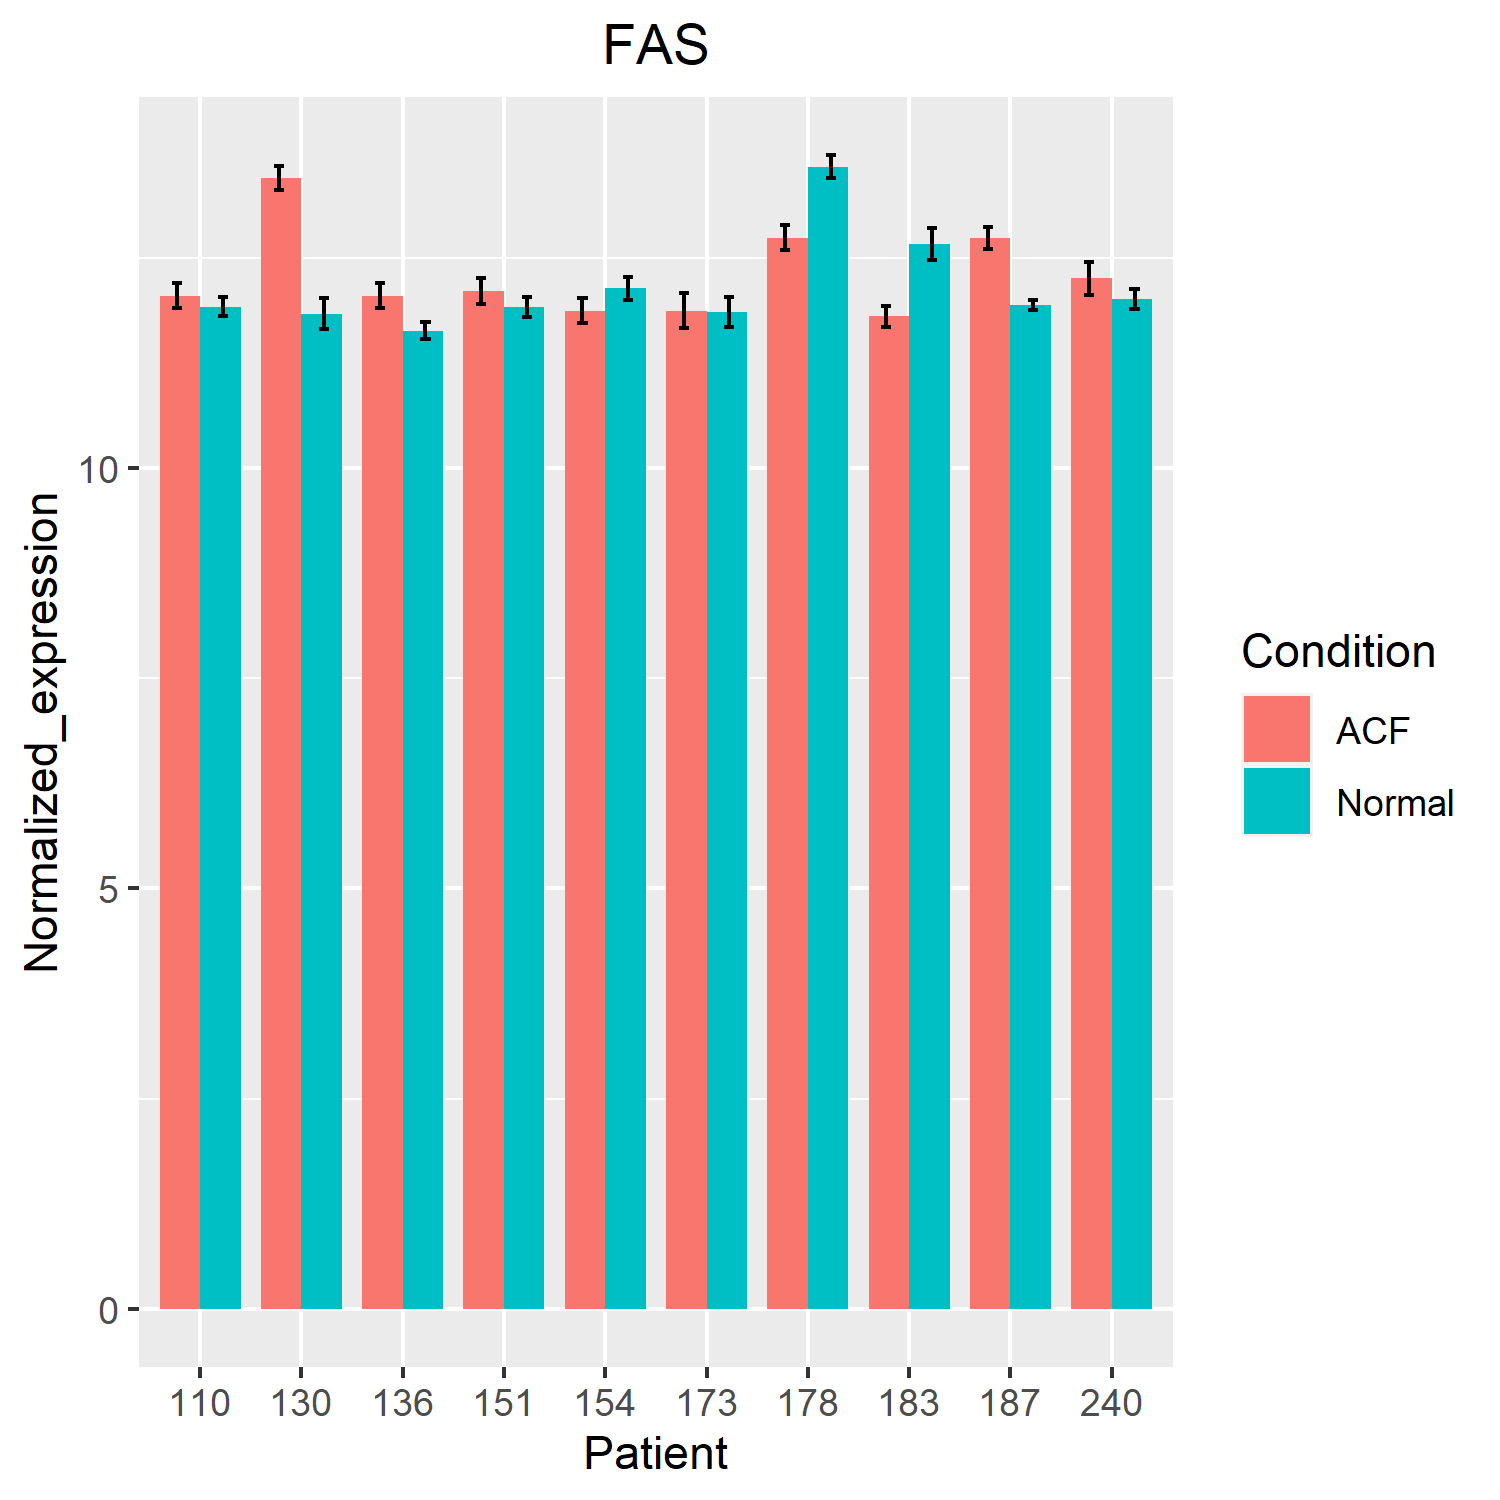 FAS
Normalized_expression
10
5
0
110 130 136 151 154 173 178 183 187 240
Patient
Condition
ACF
Normal